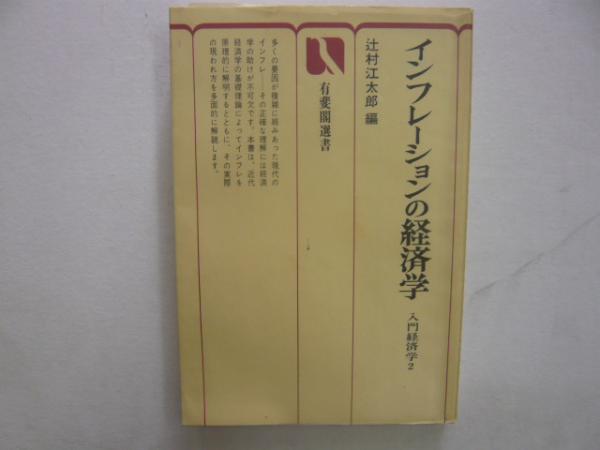 インフレーションの経済学
入門経済学2
辻村江太郎 編
有斐閣選書
多くの要因が複雑に絡みあった現代の
インフレ――その正確な理解には経済
学の助けが不可欠です。本書は、近代
経済学の基礎理論によってインフレを
原理的に解明するとともに、その実際
の現われ方を多面的に解説します。